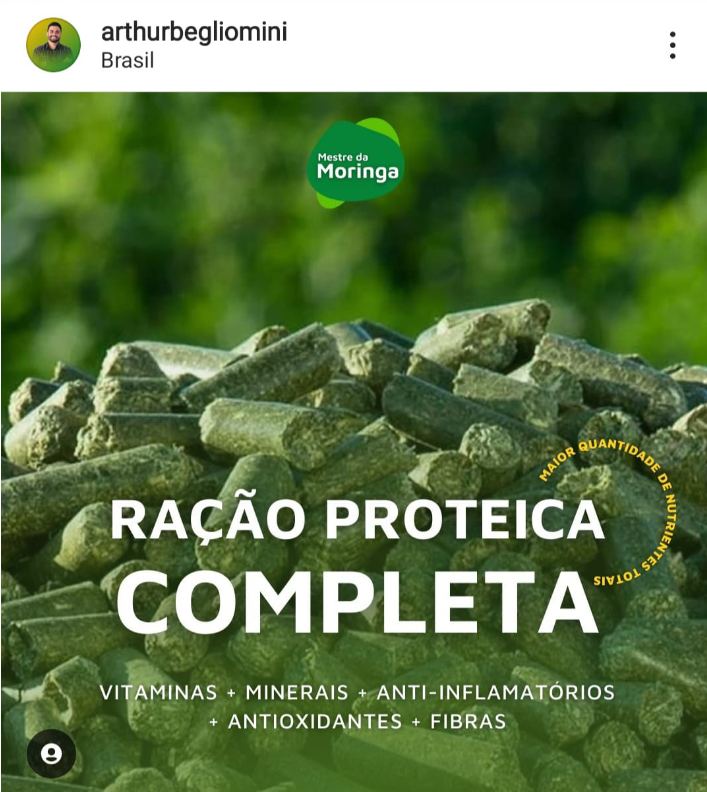 arthurbegliomini
Brasil
Mestre da
Moringa
MAIOR QUANTIDADE DE NUTRIENTES TOTAIS
RAÇÃO PROTEICA
COMPLETA
VITAMINAS + MINERAIS + ANTI-INFLAMATÓRIOS
+ ANTIOXIDANTES + FIBRAS